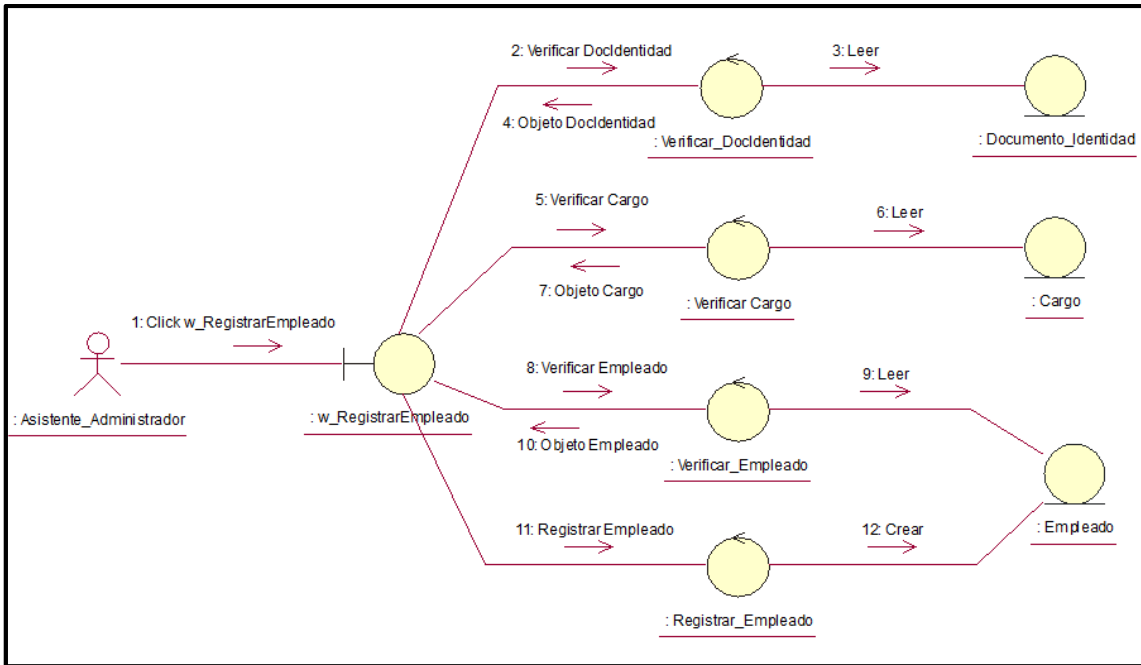 2: Verificar DocIdentidad
3: Leer
4: Objeto DocIdentidad
: Verificar_DocIdentidad
: Documento_Identidad
5: Verificar Cargo
6: Leer
7: Objeto Cargo
: Verificar Cargo
: Cargo
1: Click w_RegistrarEmpleado
: Asistente_Administrador
: w_RegistrarEmpleado
8: Verificar Empleado
9: Leer
10: Objeto Empleado
: Verificar_Empleado
: Empleado
11: Registrar Empleado
12: Crear
: Registrar_Empleado